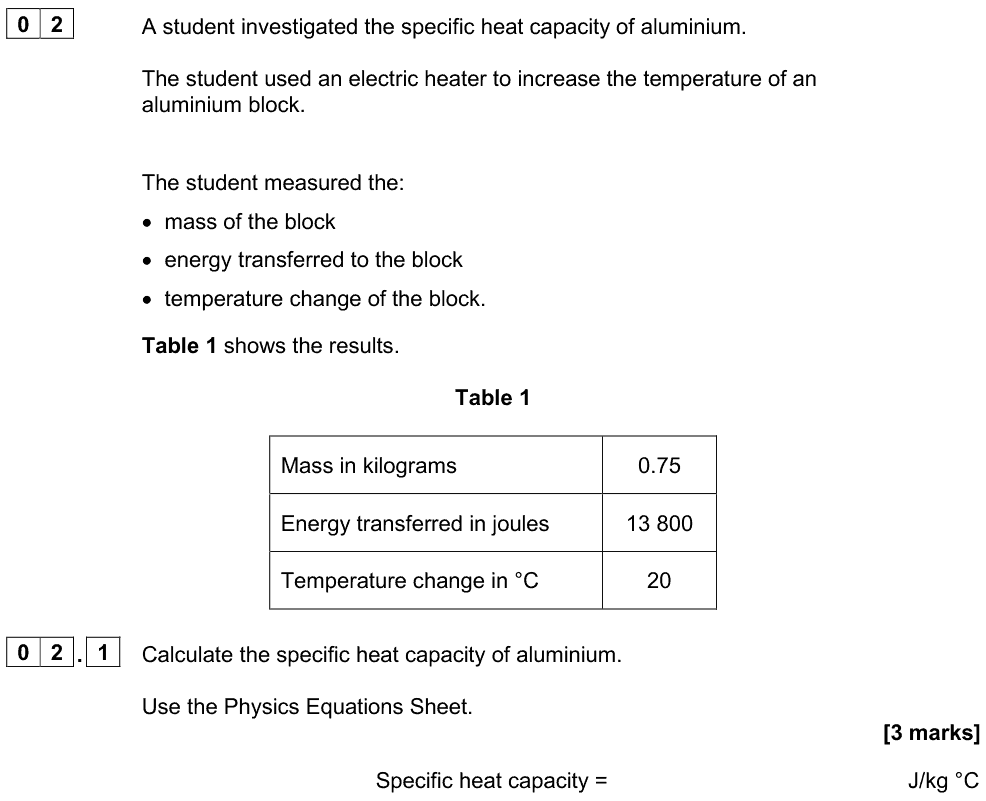 0 2 A student investigated the specific heat capacity of aluminium.
The student used an electric heater to increase the temperature of an
aluminium block.
The student measured the:
• mass of the block
• energy transferred to the block
• temperature change of the block.
Table 1 shows the results.
Table 1
Mass in kilograms 0.75
Energy transferred in joules 13 800
Temperature change in °C 20
0 2 . 1 Calculate the specific heat capacity of aluminium.
Use the Physics Equations Sheet.
[3 marks]
Specific heat capacity = J/kg °C